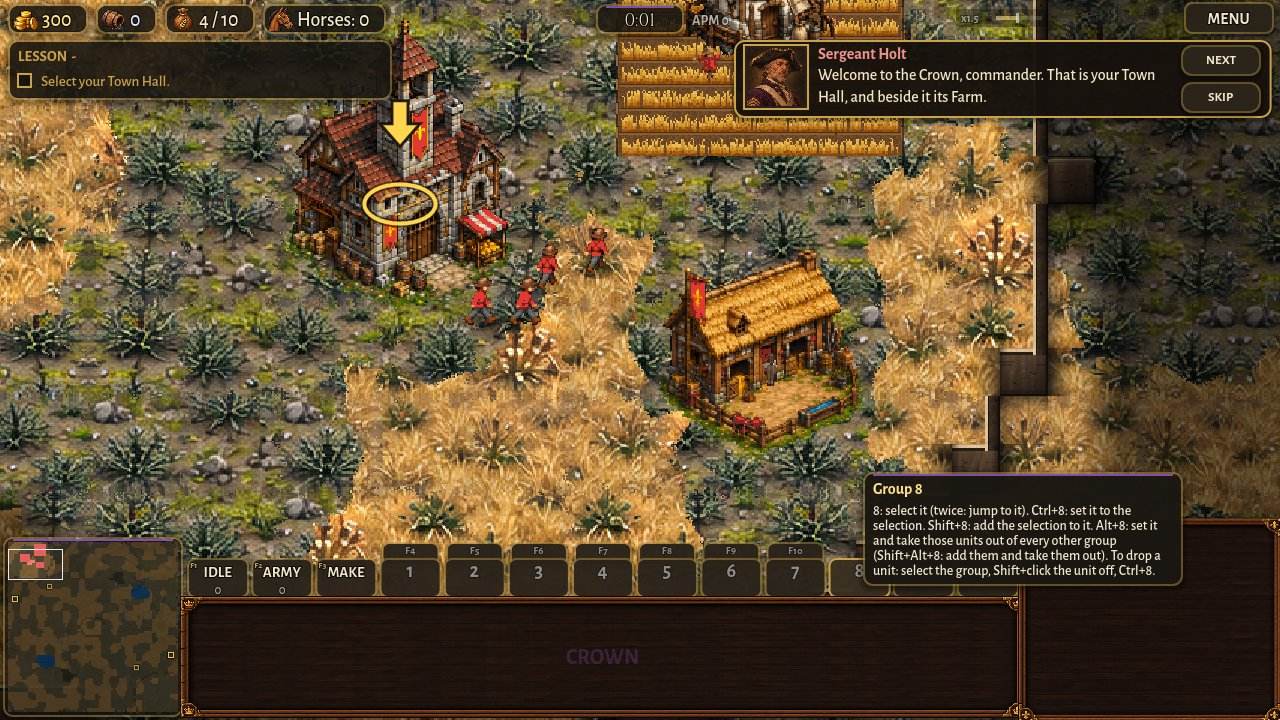 300
0
4/10
Horses: 0
0:01
APM 0
x1.5
MENU
LESSON -
Select your Town Hall.
Sergeant Holt
Welcome to the Crown, commander. That is your Town
Hall, and beside it its Farm.
NEXT
SKIP
Group 8
8: select it (twice: jump to it). Ctrl+8: set it to the
selection. Shift+8: add the selection to it. Alt+8: set it
and take those units out of every other group
(Shift+Alt+8: add them and take them out). To drop a
unit: select the group, Shift+click the unit off, Ctrl+8.
F1 IDLE 0
F2 ARMY 0
F3 MAKE
F4 1
F5 2
F6 3
F7 4
F8 5
F9 6
F10 7
8
CROWN